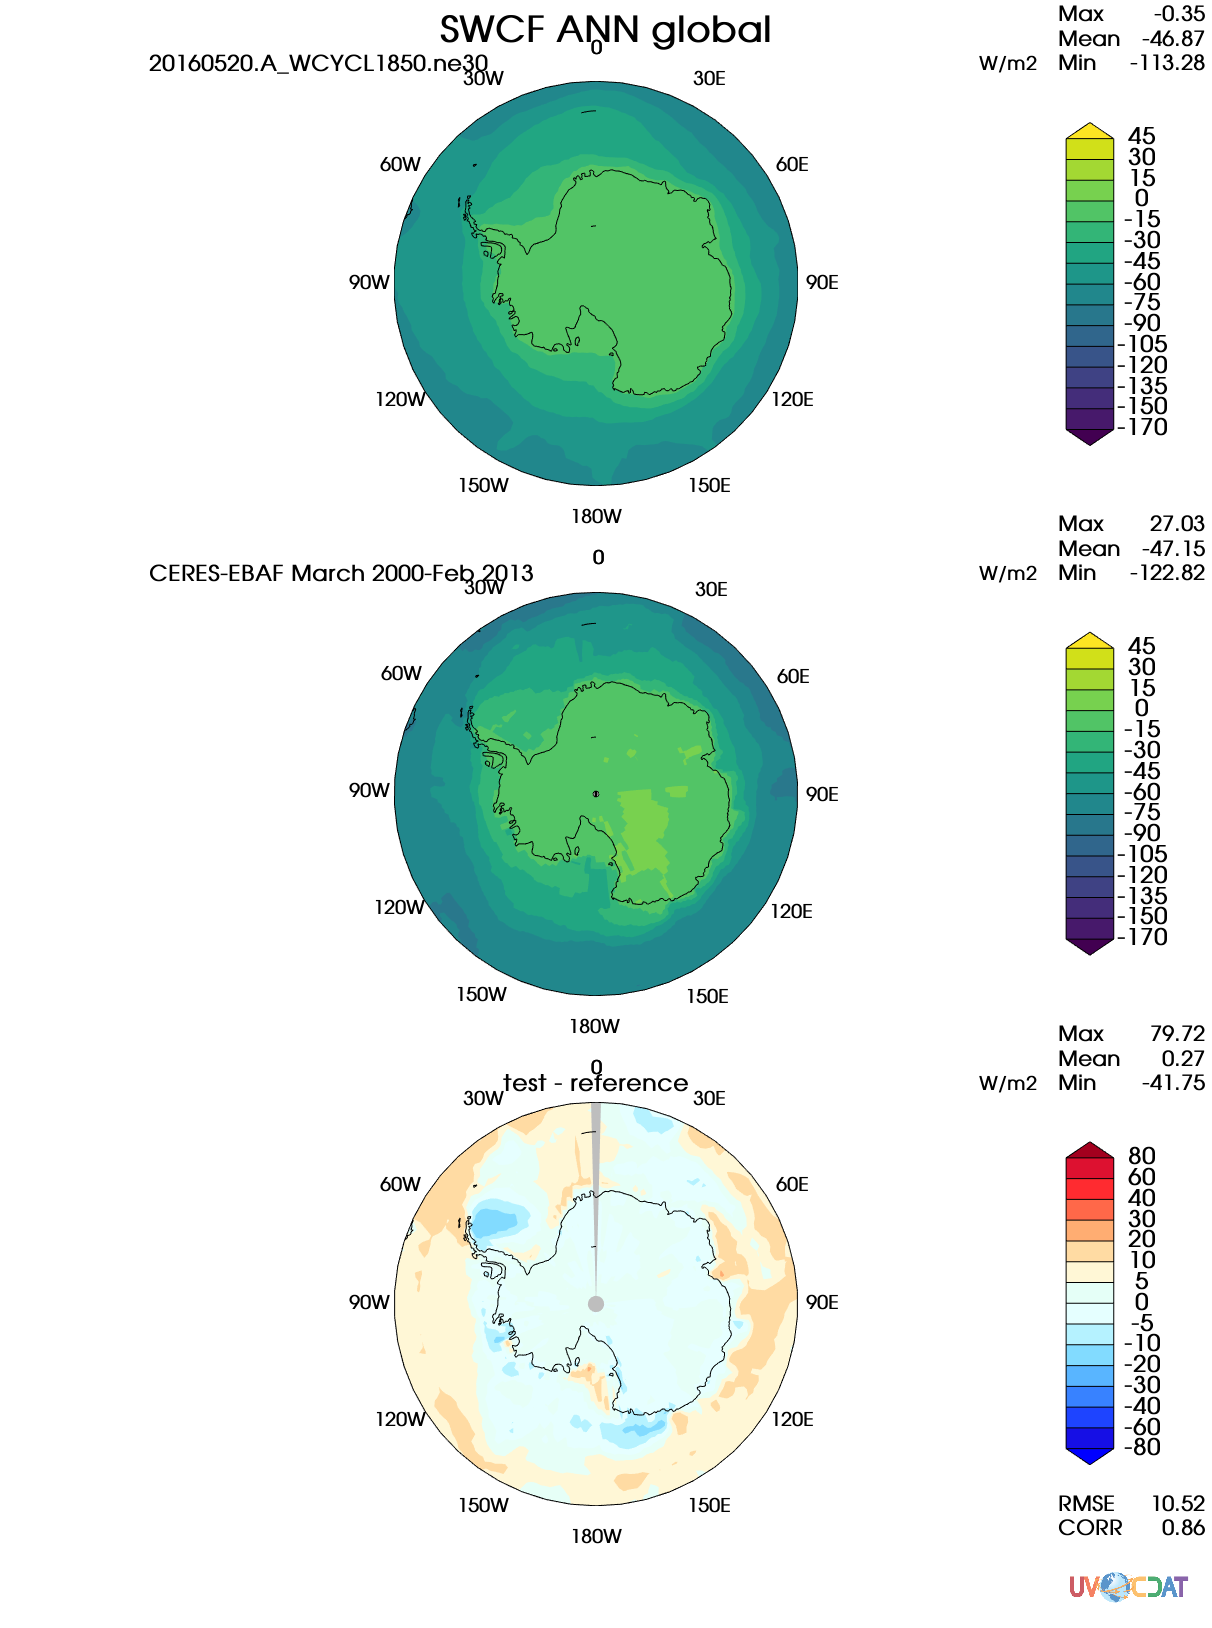 SWCF ANN global
20160520.A_WCYCL1850.ne30
W/m2
Max -0.35
Mean -46.87
Min -113.28
0
30W 30E
60W 60E
90W 90E
120W 120E
150W 150E
180W
45
30
15
0
-15
-30
-45
-60
-75
-90
-105
-120
-135
-150
-170
CERES-EBAF March 2000-Feb 2013
W/m2
Max 27.03
Mean -47.15
Min -122.82
0
30W 30E
60W 60E
90W 90E
120W 120E
150W 150E
180W
45
30
15
0
-15
-30
-45
-60
-75
-90
-105
-120
-135
-150
-170
test - reference
W/m2
Max 79.72
Mean 0.27
Min -41.75
0
30W 30E
60W 60E
90W 90E
120W 120E
150W 150E
180W
80
60
40
30
20
10
5
0
-5
-10
-20
-30
-40
-60
-80
RMSE 10.52
CORR 0.86
UV CDAT